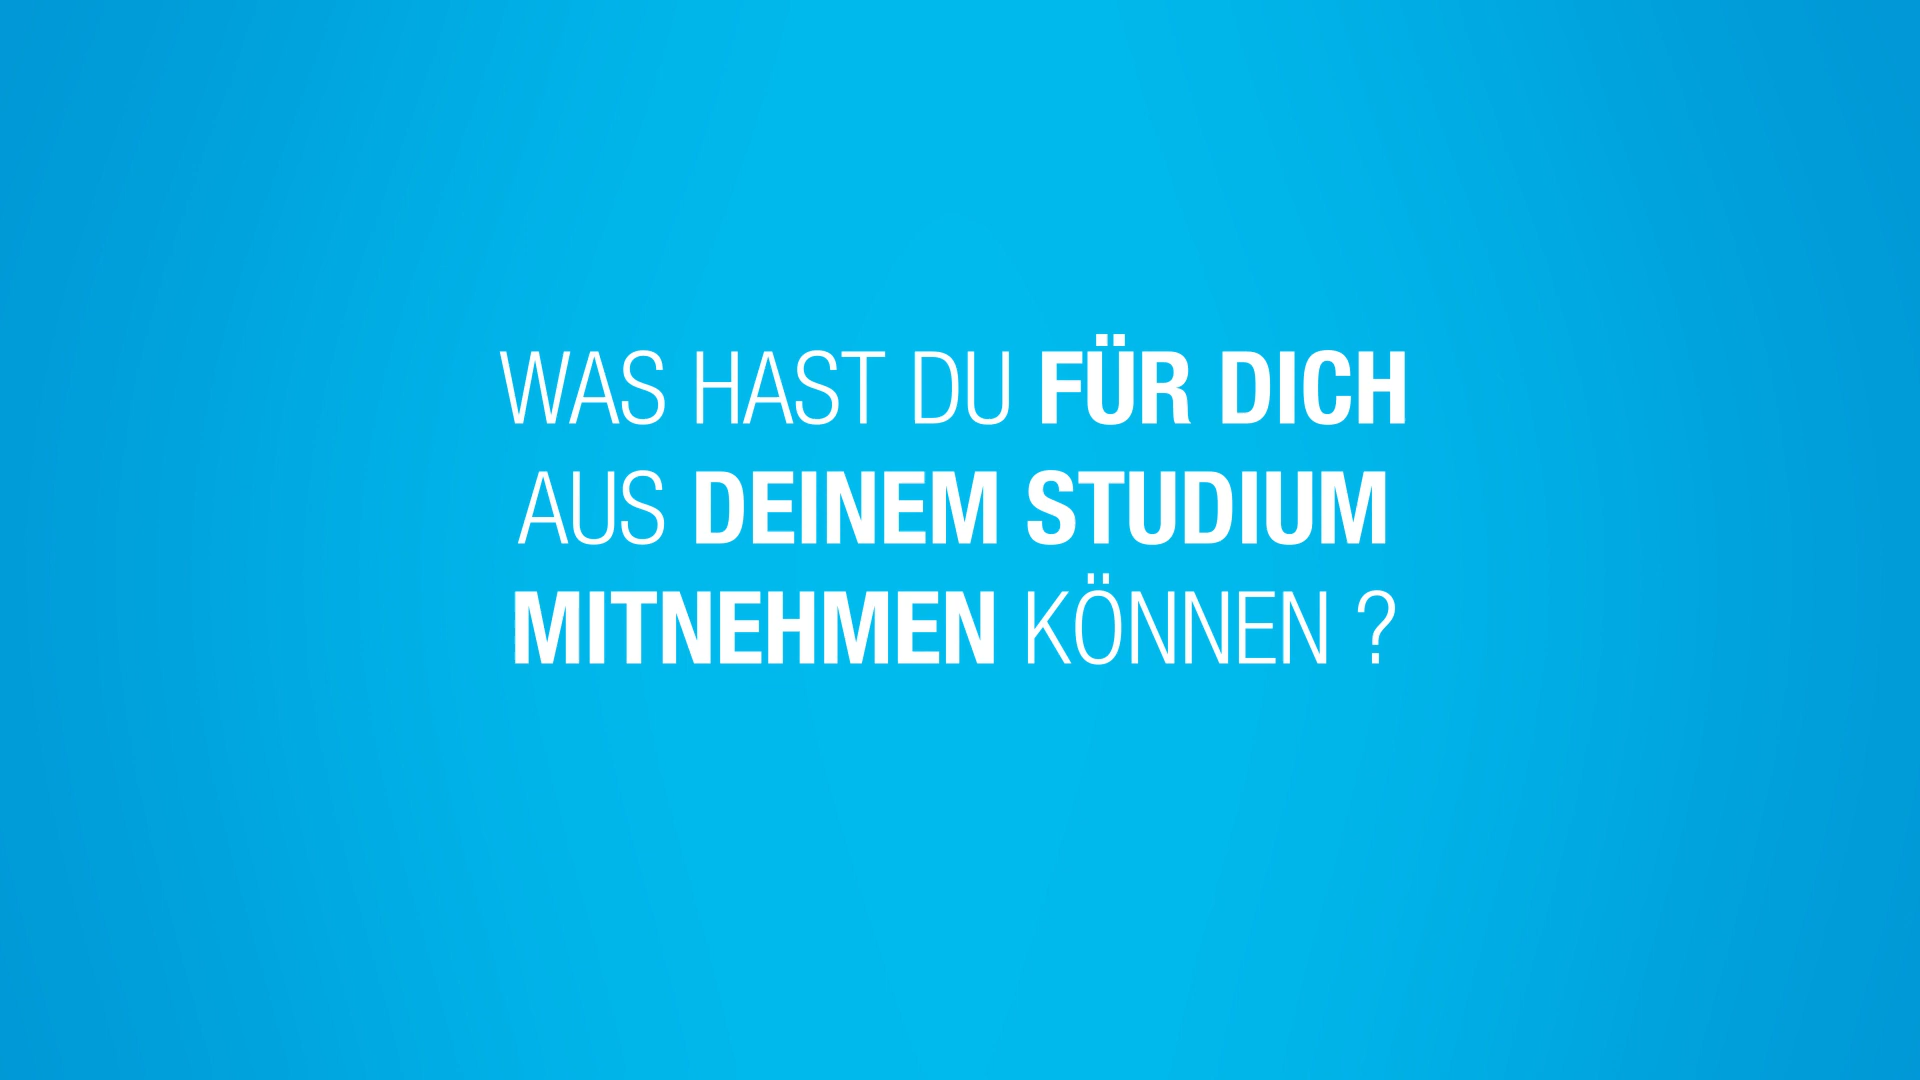 WAS HAST DU FÜR DICH
AUS DEINEM STUDIUM
MITNEHMEN KÖNNEN ?